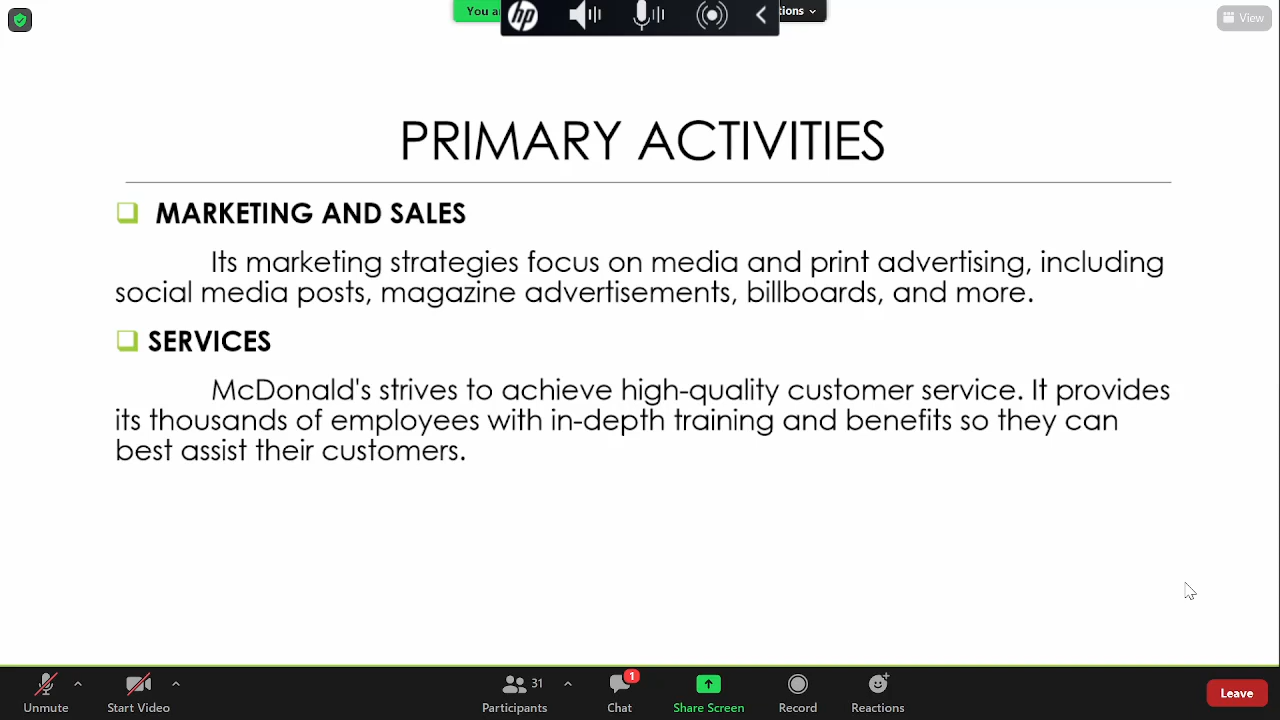 You a
hp
tions
View
PRIMARY ACTIVITIES
MARKETING AND SALES
Its marketing strategies focus on media and print advertising, including
social media posts, magazine advertisements, billboards, and more.
SERVICES
McDonald's strives to achieve high-quality customer service. It provides
its thousands of employees with in-depth training and benefits so they can
best assist their customers.
31
1
Unmute
Start Video
Participants
Chat
Share Screen
Record
Reactions
Leave